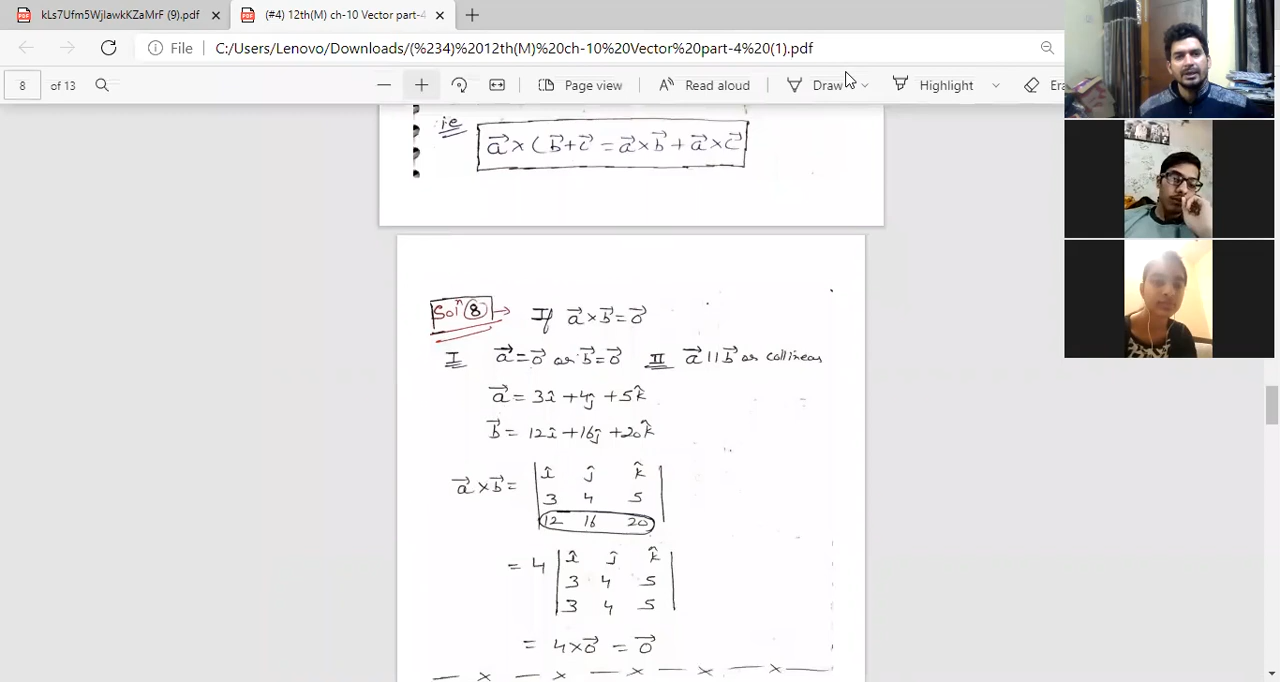 kLs7Ufm5WjlawkKZaMrF (9).pdf
(#4) 12th(M) ch-10 Vector part-4
File C:/Users/Lenovo/Downloads/(%234)%2012th(M)%20ch-10%20Vector%20part-4%20(1).pdf
8 of 13 Page view Read aloud Draw Highlight Era
ie a⃗ × (b⃗+c⃗ = a⃗×b⃗ + a⃗×c⃗
Solⁿ (8) → If a⃗×b⃗=0⃗
I a⃗=0⃗ or b⃗=0⃗ II a⃗ || b⃗ or collinear
a⃗ = 3î + 4ĵ + 5k̂
b⃗ = 12î + 16ĵ + 20k̂
a⃗×b⃗ = | î ĵ k̂ |
| 3 4 5 |
| 12 16 20 |
= 4 | î ĵ k̂ |
| 3 4 5 |
| 3 4 5 |
= 4×0⃗ = 0⃗
— × — × — × — × — × —